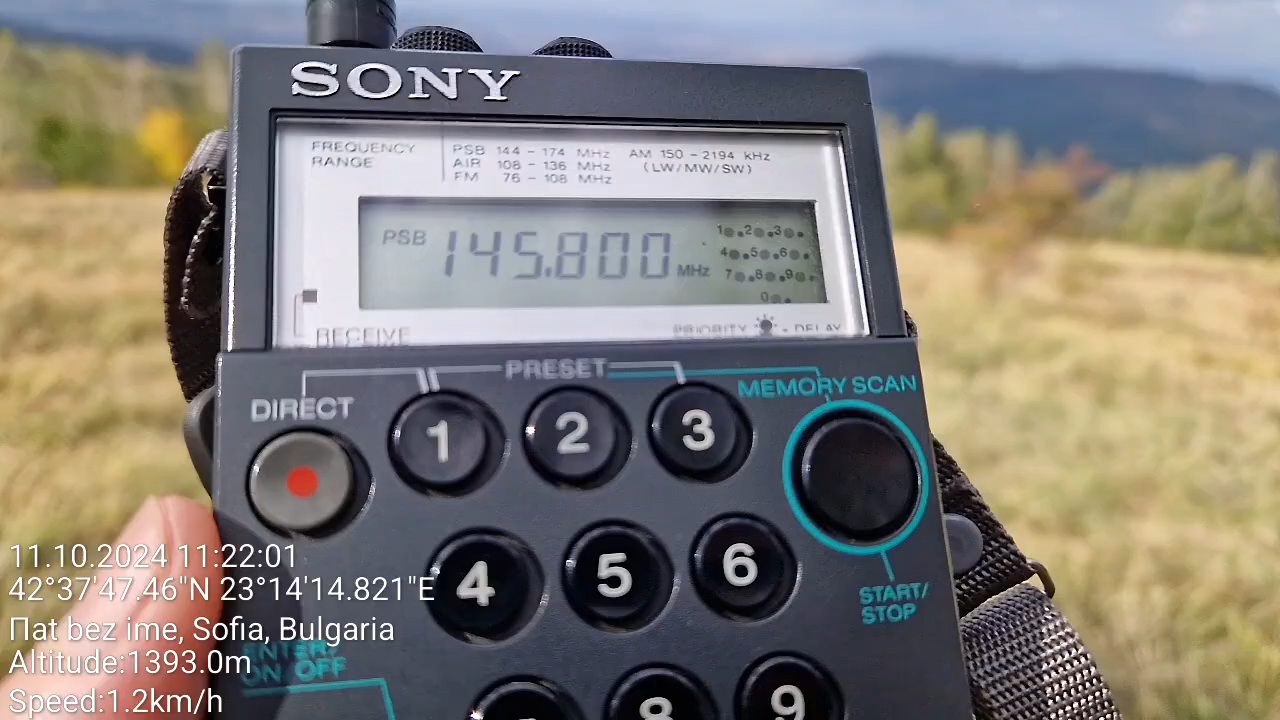 SONY
FREQUENCY RANGE
PSB 144 - 174 MHz
AIR 108 - 136 MHz
FM 76 - 108 MHz
AM 150 - 2194 kHz
(LW/MW/SW)
PSB 145.800 MHz
1 2 3
4 5 6
7 8 9
0
RECEIVE
PRIORITY - DELAY
PRESET
MEMORY SCAN
DIRECT
1 2 3
4 5 6
START/
STOP
ENTER/
ON OFF
8 9
11.10.2024 11:22:01
42°37'47.46"N 23°14'14.821"E
Пat bez ime, Sofia, Bulgaria
Altitude:1393.0m
Speed:1.2km/h